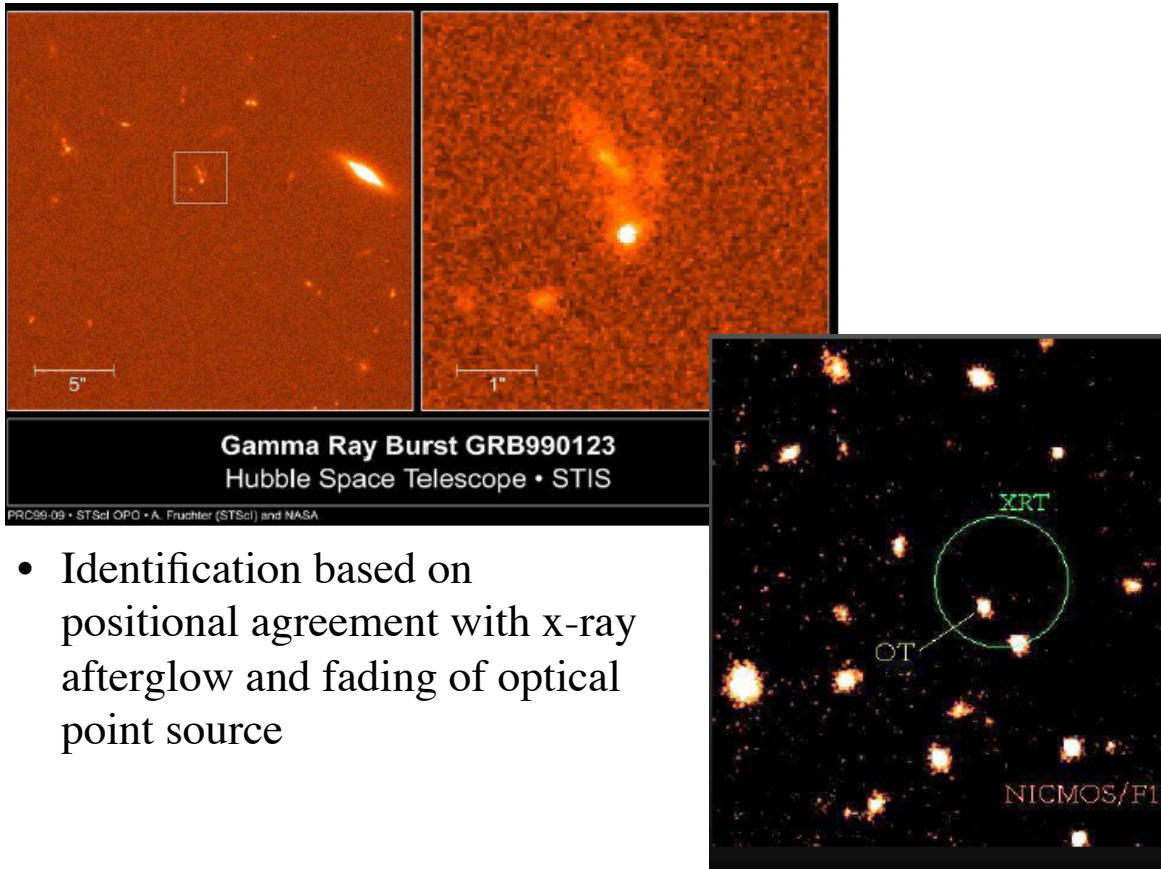 5"
1"
Gamma Ray Burst GRB990123
Hubble Space Telescope • STIS
PRC99-09 • STScI OPO • A. Fruchter (STScI) and NASA
XRT
OT
NICMOS/F1
• Identification based on
positional agreement with x-ray
afterglow and fading of optical
point source